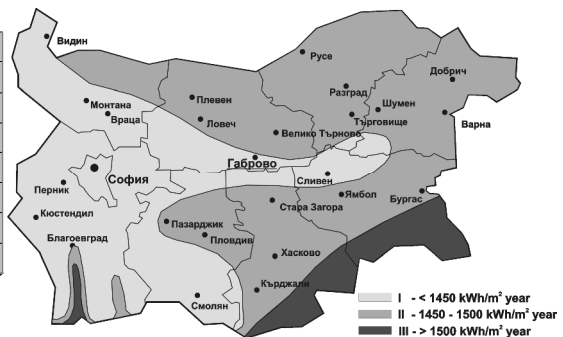 Видин
Русе
Добрич
Разград
Плевен
Монтана
Шумен
Враца
Ловеч
Търговище
Варна
Велико Търново
Габрово
София
Сливен
Перник
Ямбол
Бургас
Стара Загора
Кюстендил
Пазарджик
Пловдив
Благоевград
Хасково
Кърджали
Смолян
I - < 1450 kWh/m² year
II - 1450 - 1500 kWh/m² year
III - > 1500 kWh/m² year